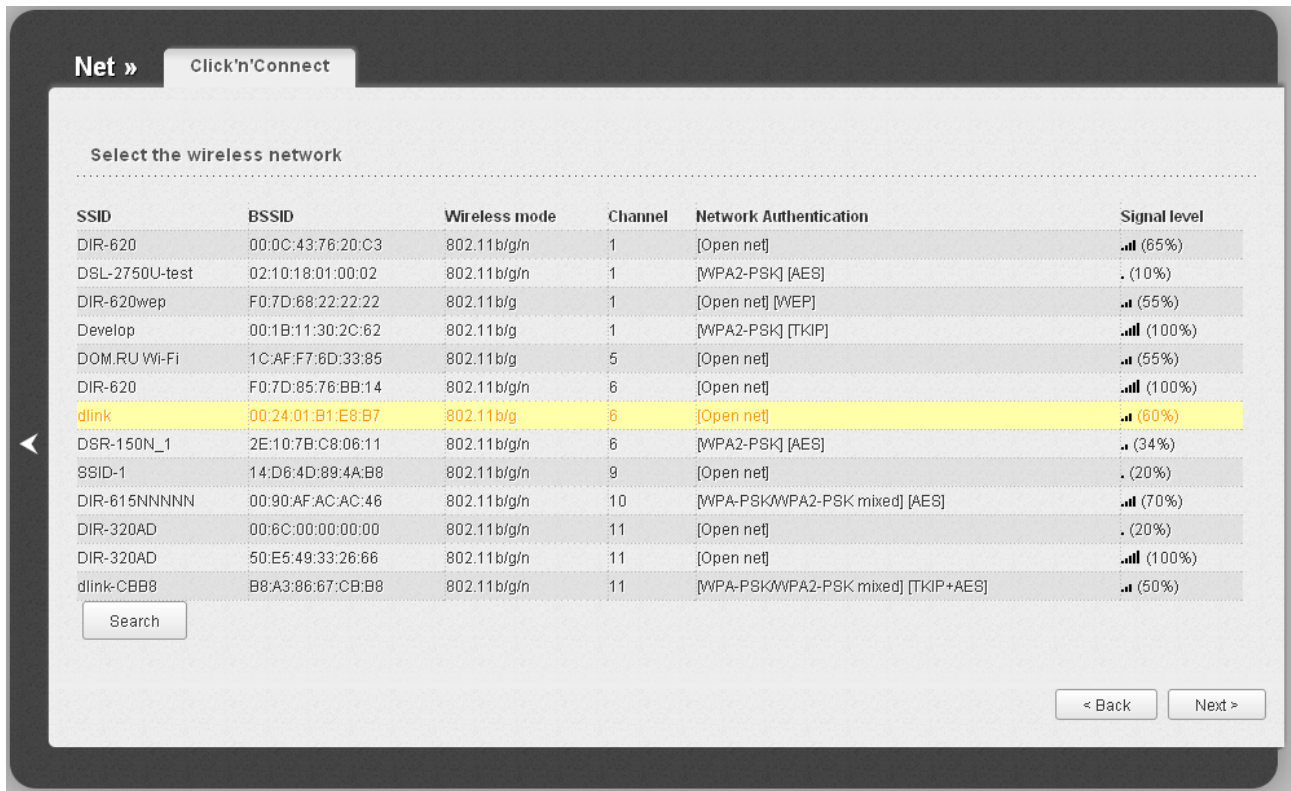 Net » Click'n'Connect
Select the wireless network
SSID BSSID Wireless mode Channel Network Authentication Signal level
DIR-620 00:0C:43:76:20:C3 802.11b/g/n 1 [Open net] (65%)
DSL-2750U-test 02:10:18:01:00:02 802.11b/g/n 1 [WPA2-PSK] [AES] (10%)
DIR-620wep F0:7D:68:22:22:22 802.11b/g 1 [Open net] [WEP] (55%)
Develop 00:1B:11:30:2C:62 802.11b/g 1 [WPA2-PSK] [TKIP] (100%)
DOM.RU Wi-Fi 1C:AF:F7:6D:33:85 802.11b/g 5 [Open net] (55%)
DIR-620 F0:7D:85:76:BB:14 802.11b/g/n 6 [Open net] (100%)
dlink 00:24:01:B1:E8:B7 802.11b/g 6 [Open net] (60%)
DSR-150N_1 2E:10:7B:C8:06:11 802.11b/g/n 6 [WPA2-PSK] [AES] (34%)
SSID-1 14:D6:4D:89:4A:B8 802.11b/g/n 9 [Open net] (20%)
DIR-615NNNNN 00:90:AF:AC:AC:46 802.11b/g/n 10 [WPA-PSK/WPA2-PSK mixed] [AES] (70%)
DIR-320AD 00:6C:00:00:00:00 802.11b/g/n 11 [Open net] (20%)
DIR-320AD 50:E5:49:33:26:66 802.11b/g/n 11 [Open net] (100%)
dlink-CBB8 B8:A3:86:67:CB:B8 802.11b/g/n 11 [WPA-PSK/WPA2-PSK mixed] [TKIP+AES] (50%)
Search
< Back Next >